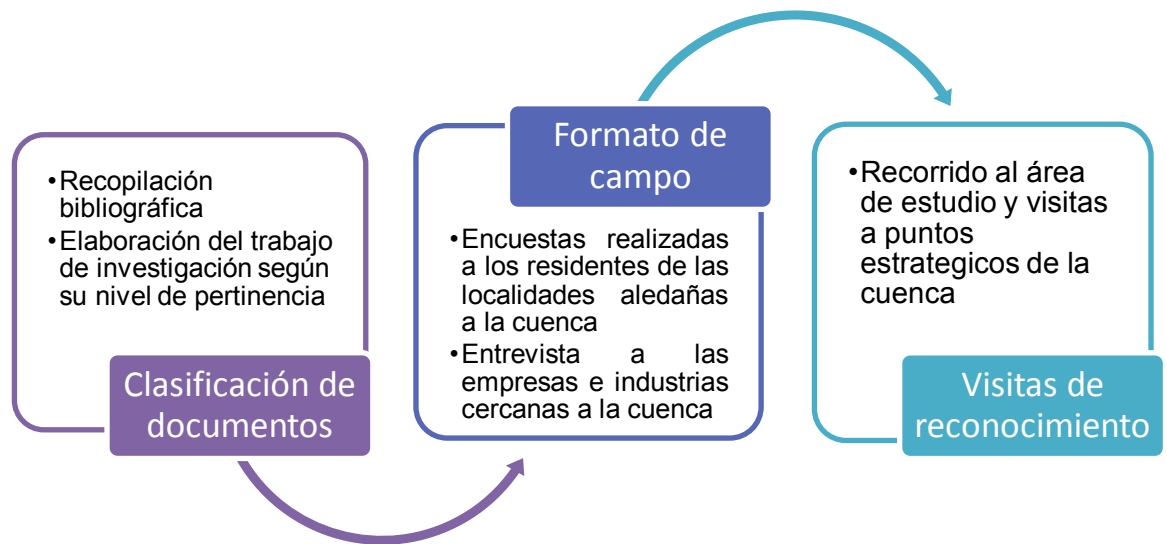 •Recopilación
bibliográfica
•Elaboración del trabajo
de investigación según
su nivel de pertinencia
Clasificación de
documentos
Formato de
campo
•Encuestas realizadas
a los residentes de las
localidades aledañas
a la cuenca
•Entrevista a las
empresas e industrias
cercanas a la cuenca
•Recorrido al área
de estudio y visitas
a puntos
estrategicos de la
cuenca
Visitas de
reconocimiento